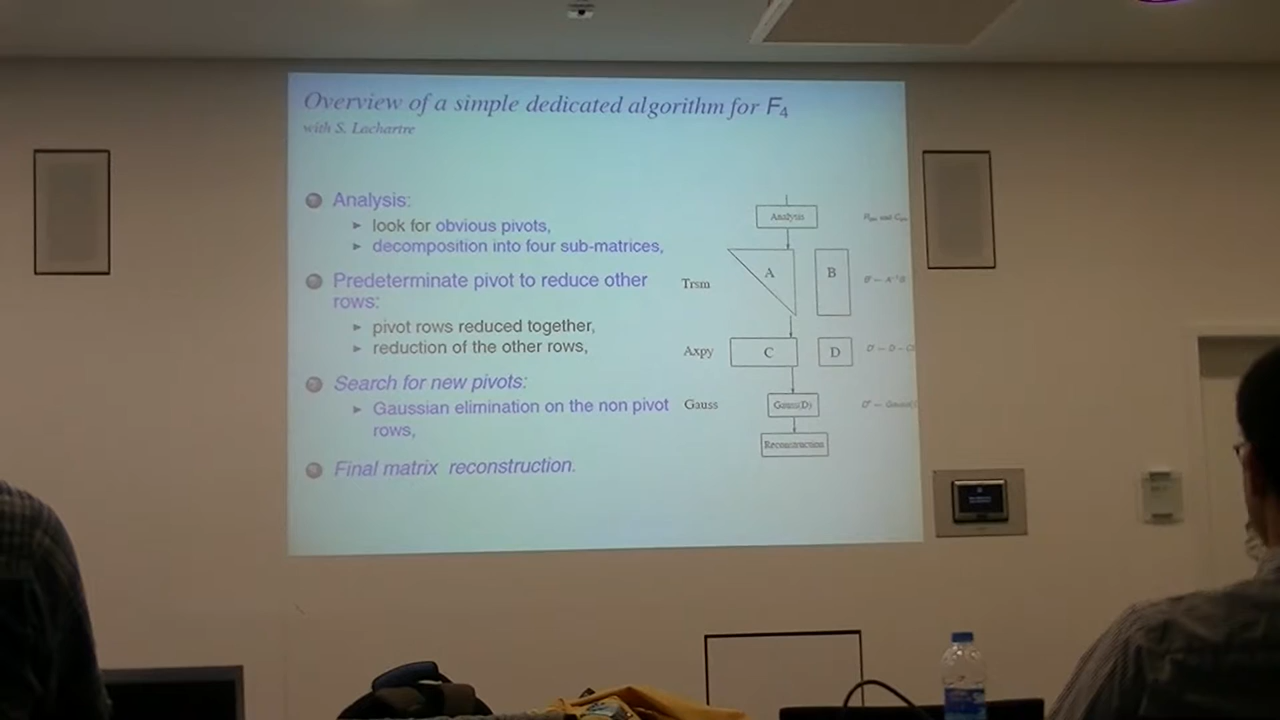 Overview of a simple dedicated algorithm for F4
with S. Lachartre
Analysis:
look for obvious pivots,
decomposition into four sub-matrices,
Predeterminate pivot to reduce other
rows:
pivot rows reduced together,
reduction of the other rows,
Search for new pivots:
Gaussian elimination on the non pivot
rows,
Final matrix reconstruction.
Analysis
Trsm
A
B
Axpy
C
D
Gauss
Gauss(D)
Reconstruction